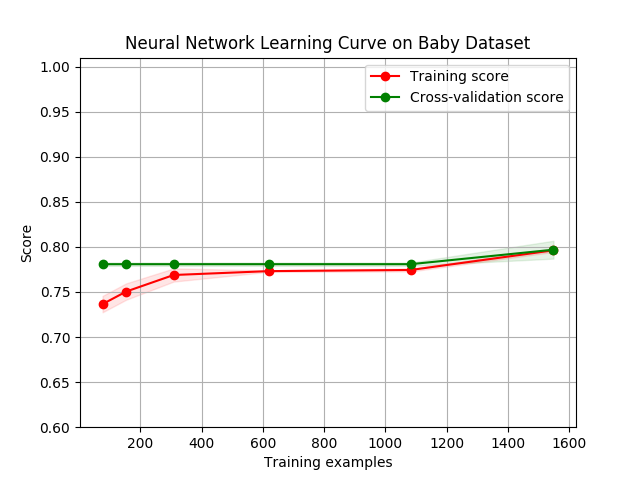 Neural Network Learning Curve on Baby Dataset
Training score
Cross-validation score
1.00
0.95
0.90
0.85
0.80
0.75
0.70
0.65
0.60
Score
200 400 600 800 1000 1200 1400 1600
Training examples